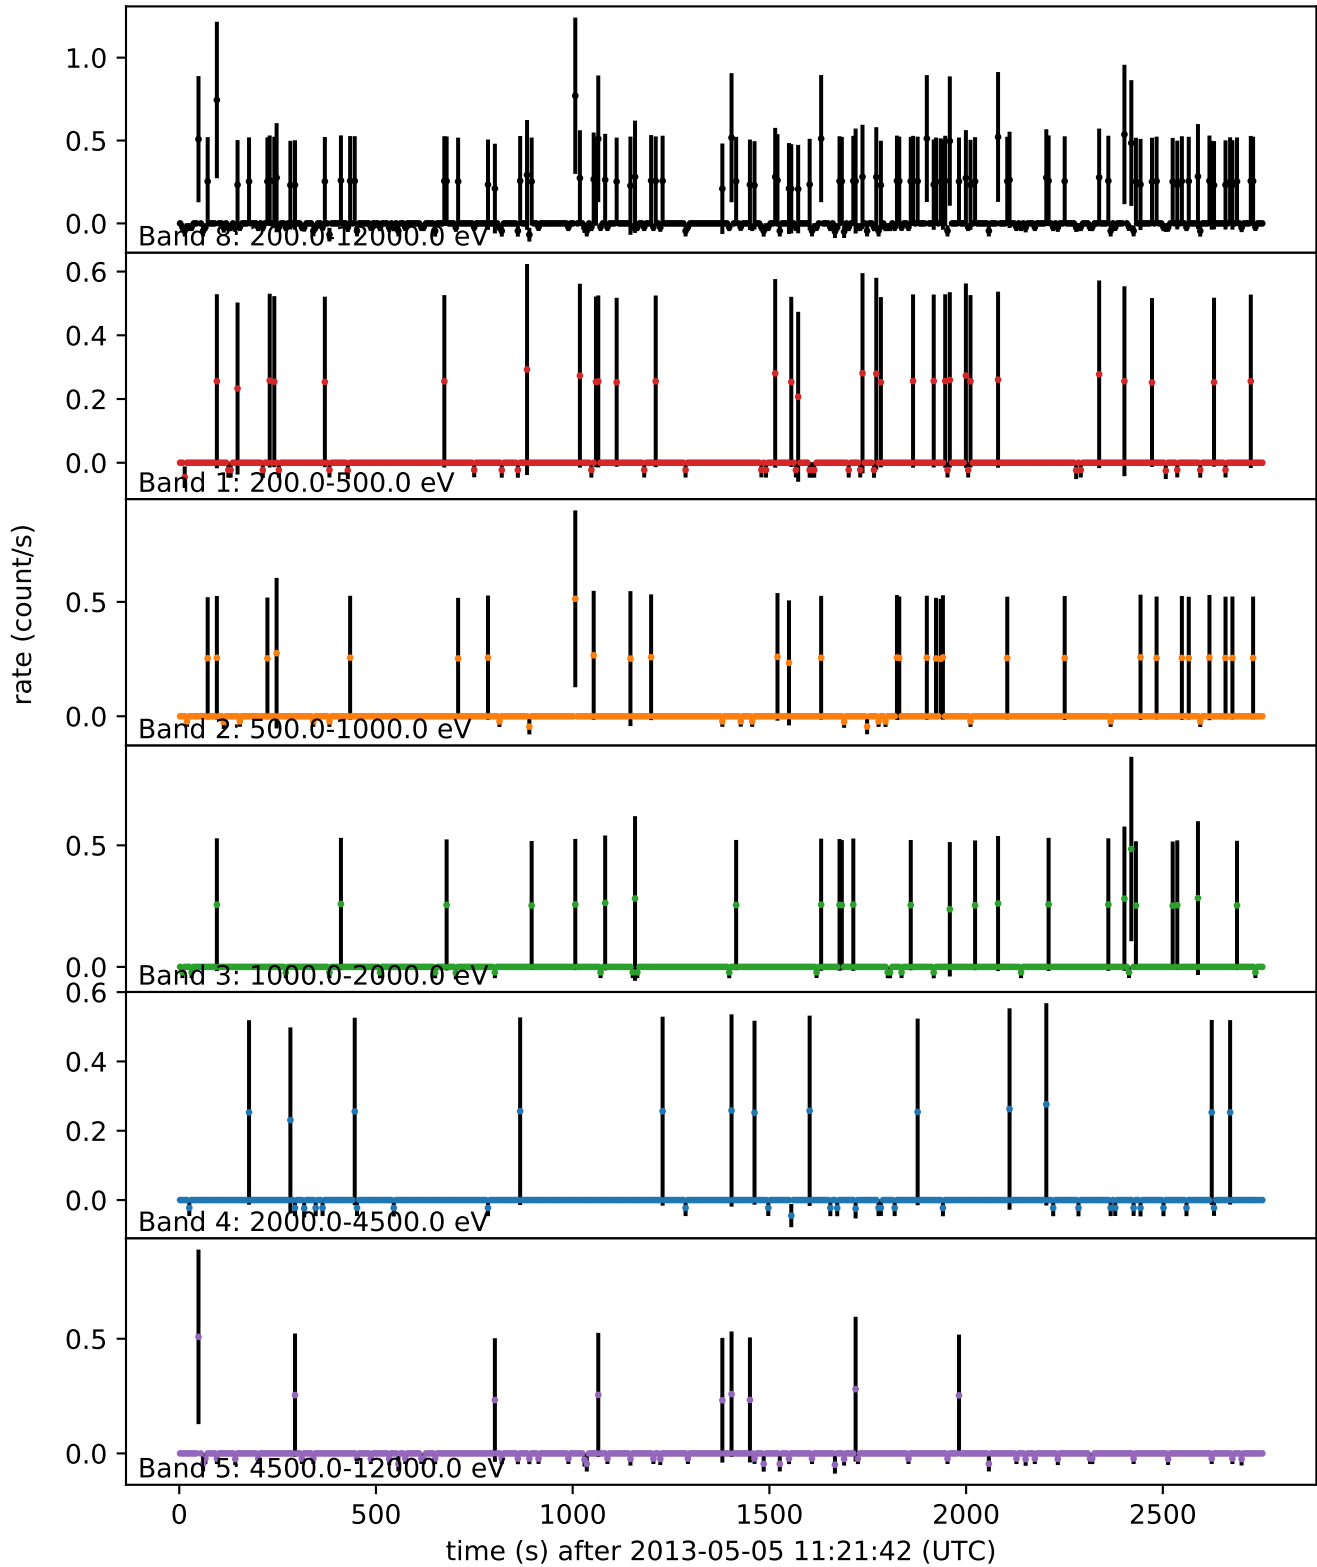 1.0
0.5
0.0
Band 8: 200.0-12000.0 eV
0.6
0.4
0.2
0.0
Band 1: 200.0-500.0 eV
rate (count/s)
0.5
0.0
Band 2: 500.0-1000.0 eV
0.5
0.0
Band 3: 1000.0-2000.0 eV
0.6
0.4
0.2
0.0
Band 4: 2000.0-4500.0 eV
0.5
0.0
Band 5: 4500.0-12000.0 eV
0 500 1000 1500 2000 2500
time (s) after 2013-05-05 11:21:42 (UTC)